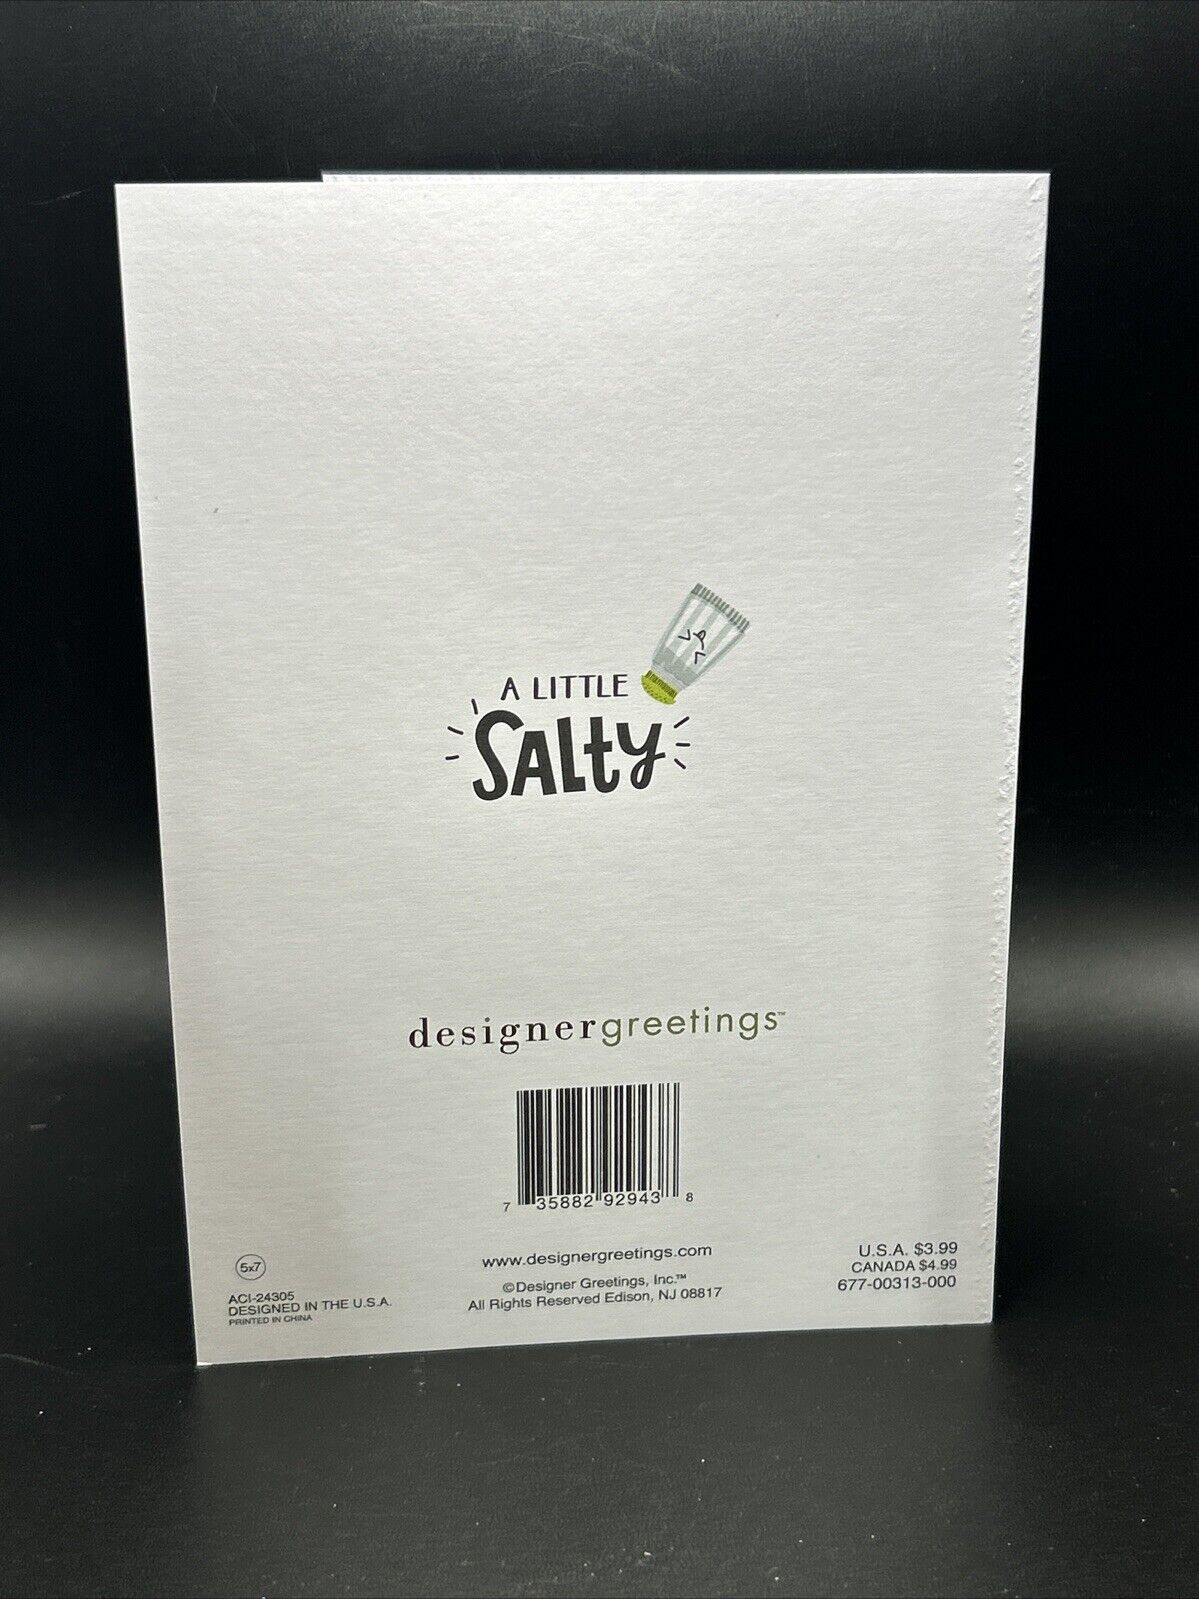 A LITTLE
SALty
designergreetings™
7 35882 92943 8
5x7
ACI-24305
DESIGNED IN THE U.S.A.
PRINTED IN CHINA
www.designergreetings.com
©Designer Greetings, Inc.™
All Rights Reserved Edison, NJ 08817
U.S.A. $3.99
CANADA $4.99
677-00313-000